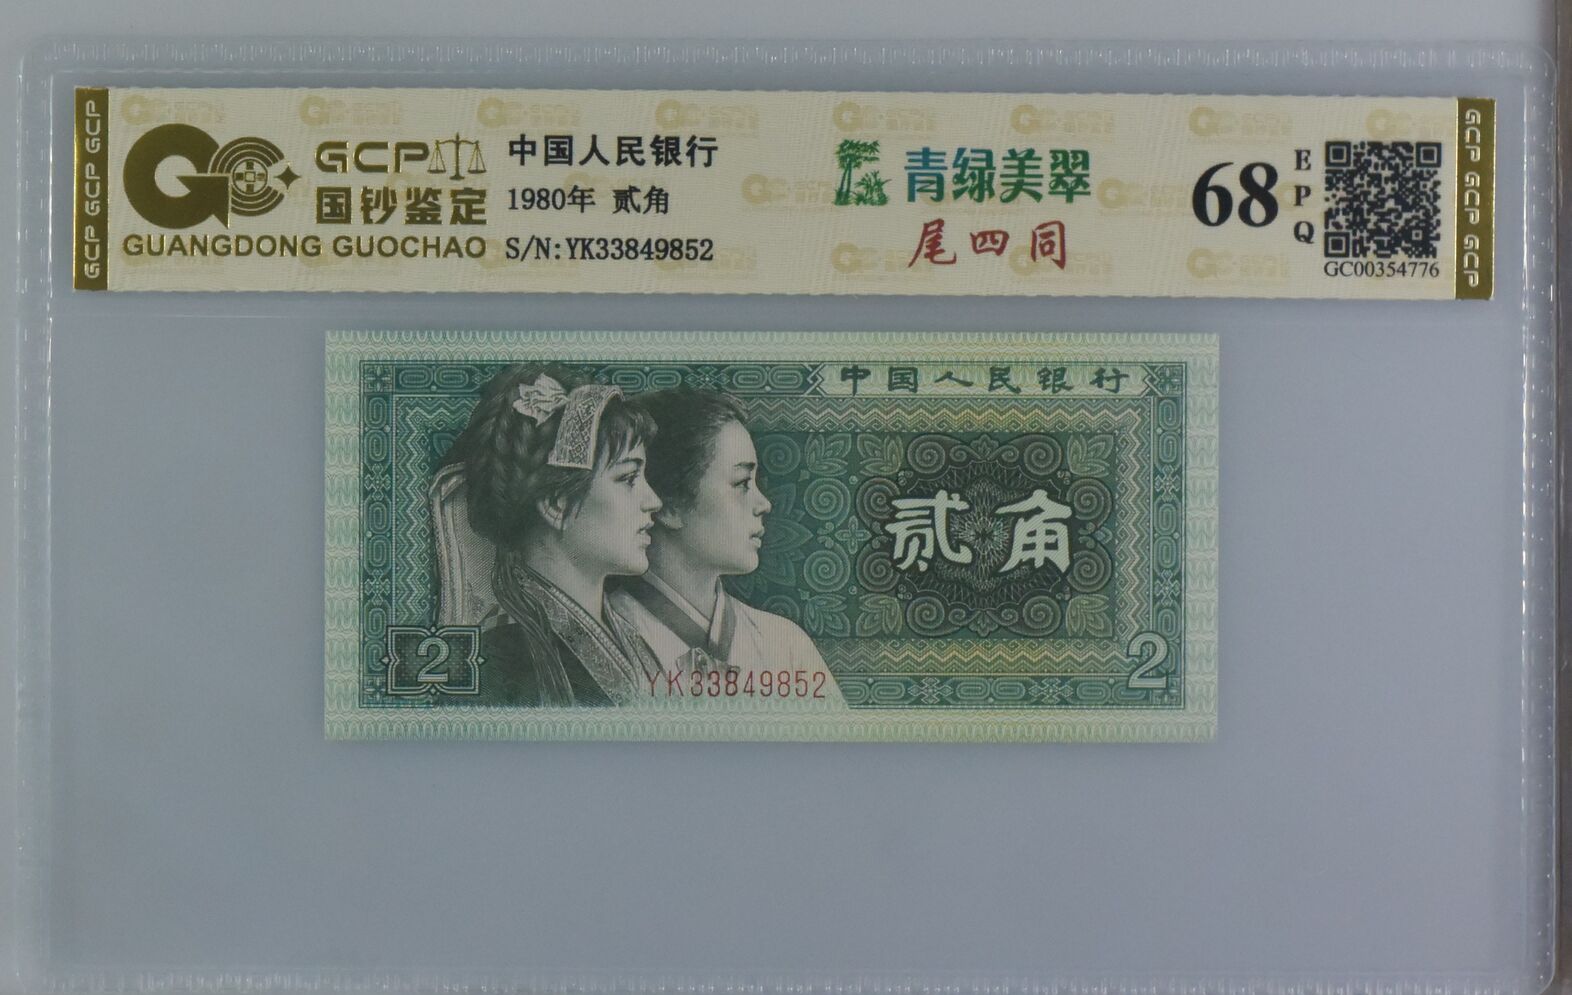 GCP GCP GCP
GCP
国钞鉴定
GUANGDONG GUOCHAO
中国人民银行
1980年 贰角
S/N:YK33849852
青绿美翠
尾四同
68
EPQ
GC00354776
GCP GCP GCP
中国人民银行
贰角
2
YK33849852
2